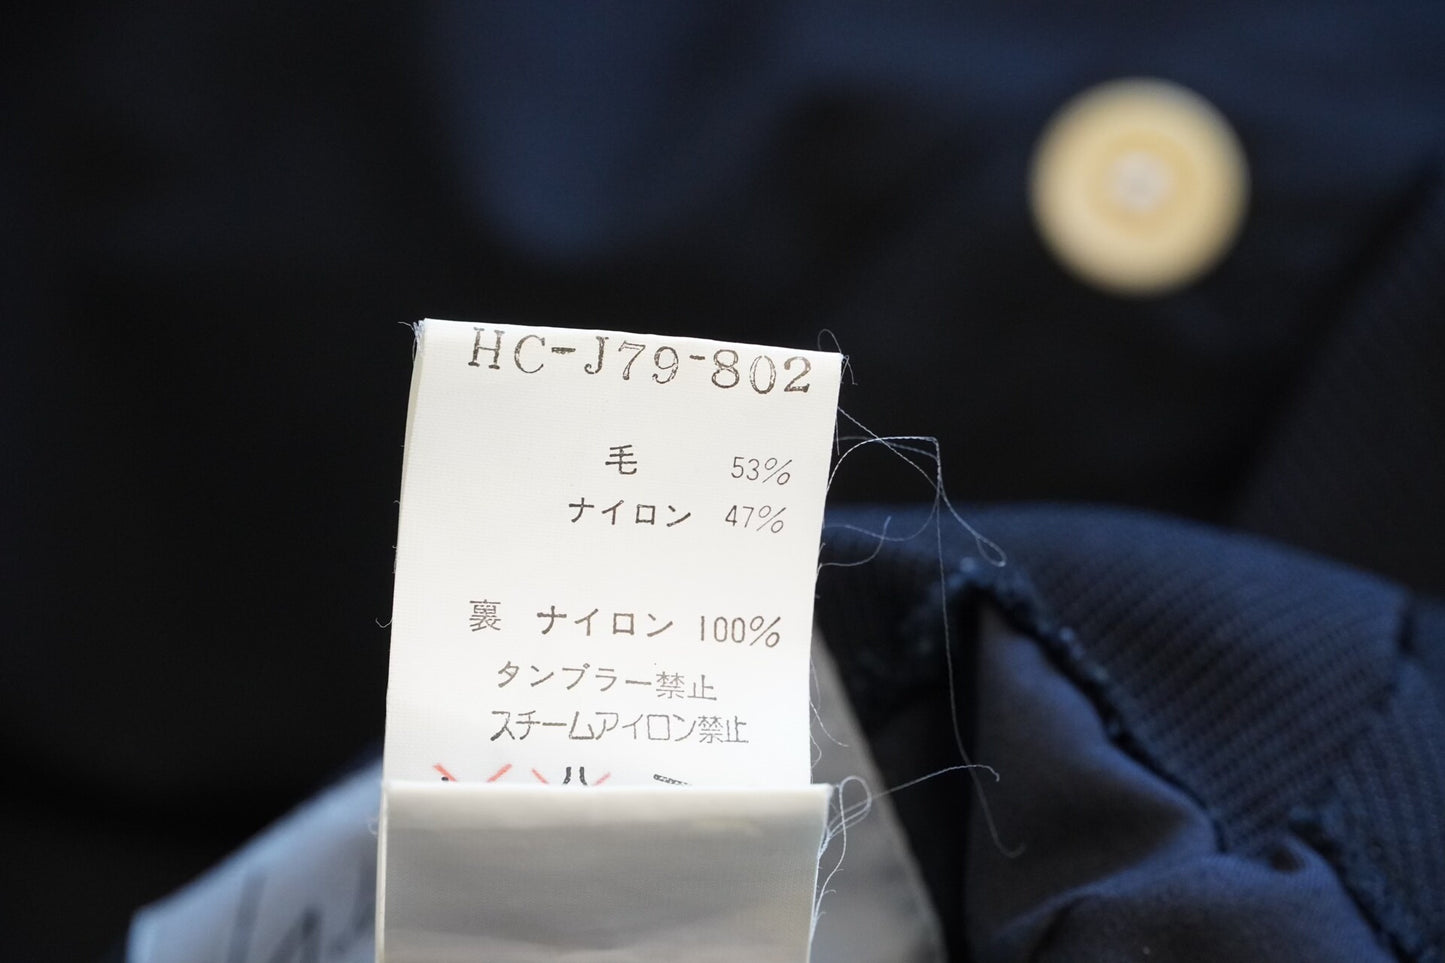 HC-J79-802
毛 53%
ナイロン 47%
裏 ナイロン 100%
タンブラー禁止
スチームアイロン禁止